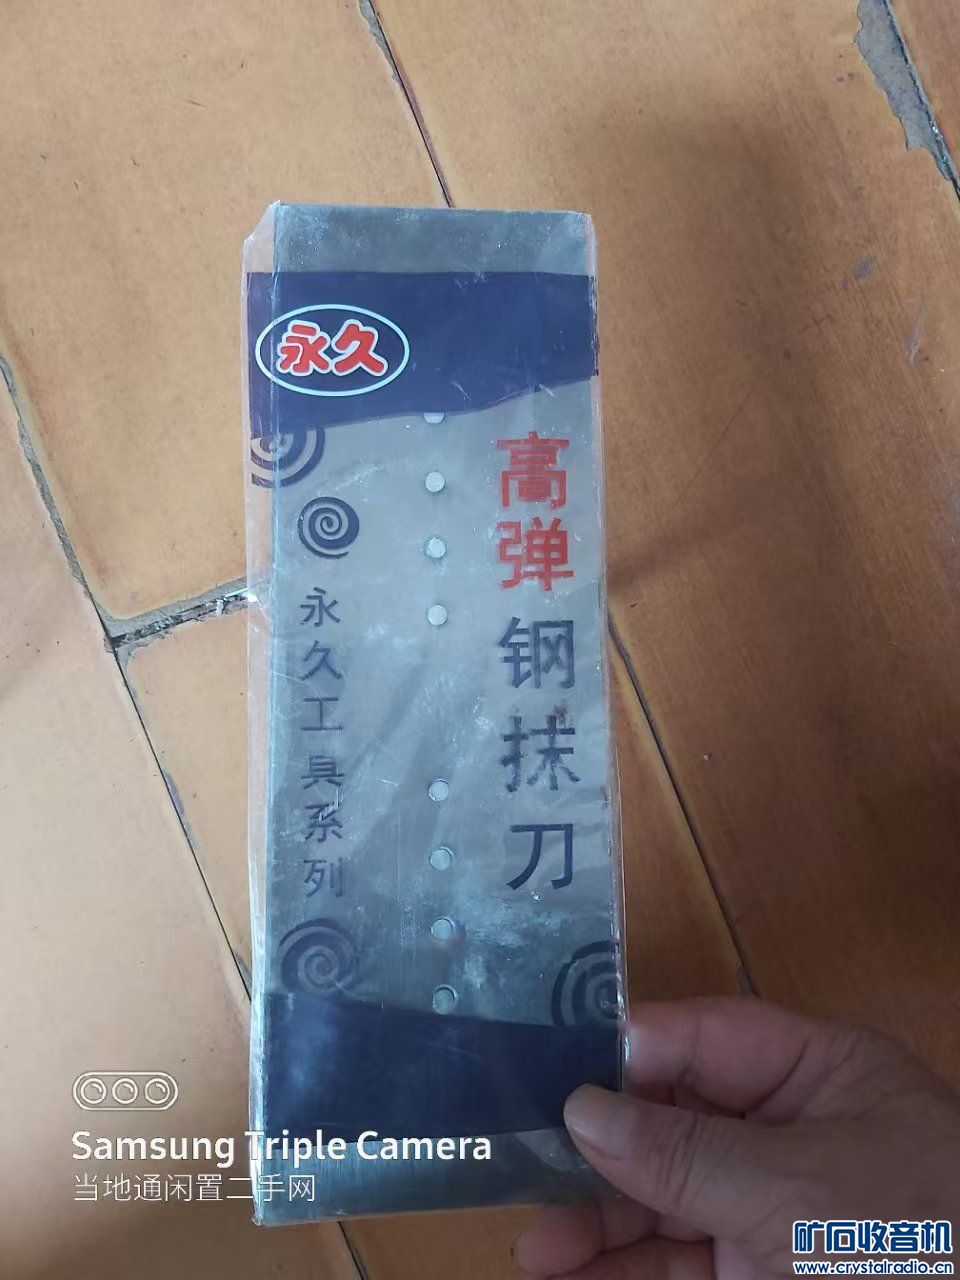 永久
高弹钢抹刀
永久工具系列
Samsung Triple Camera
当地通闲置二手网
矿石收音机
www.crystalradio.cn